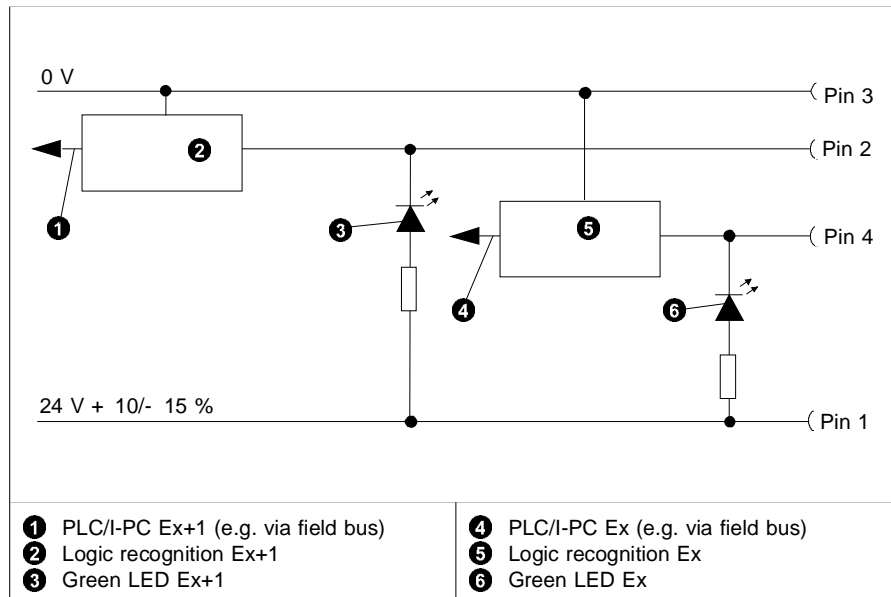 0 V
Pin 3
2
Pin 2
1
3
5
Pin 4
4
6
24 V + 10/- 15 %
Pin 1
1 PLC/I-PC Ex+1 (e.g. via field bus)
2 Logic recognition Ex+1
3 Green LED Ex+1
4 PLC/I-PC Ex (e.g. via field bus)
5 Logic recognition Ex
6 Green LED Ex